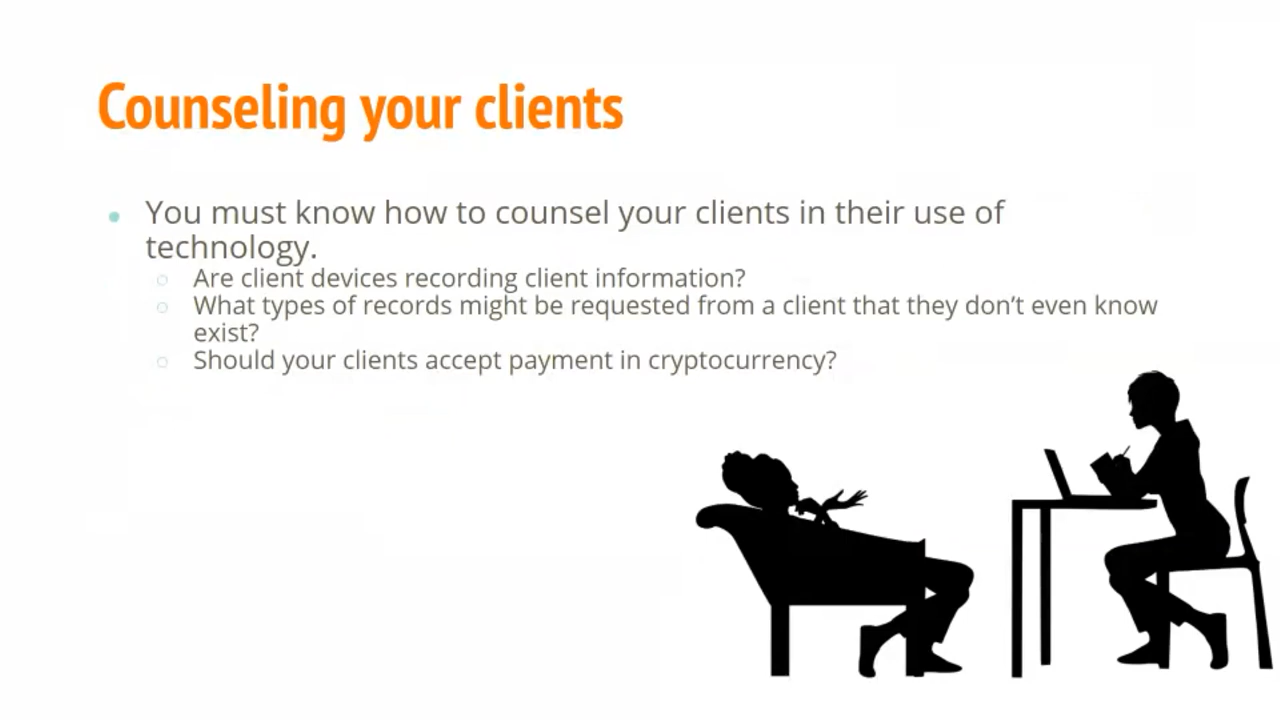 Counseling your clients
You must know how to counsel your clients in their use of
technology.
Are client devices recording client information?
What types of records might be requested from a client that they don’t even know
exist?
Should your clients accept payment in cryptocurrency?